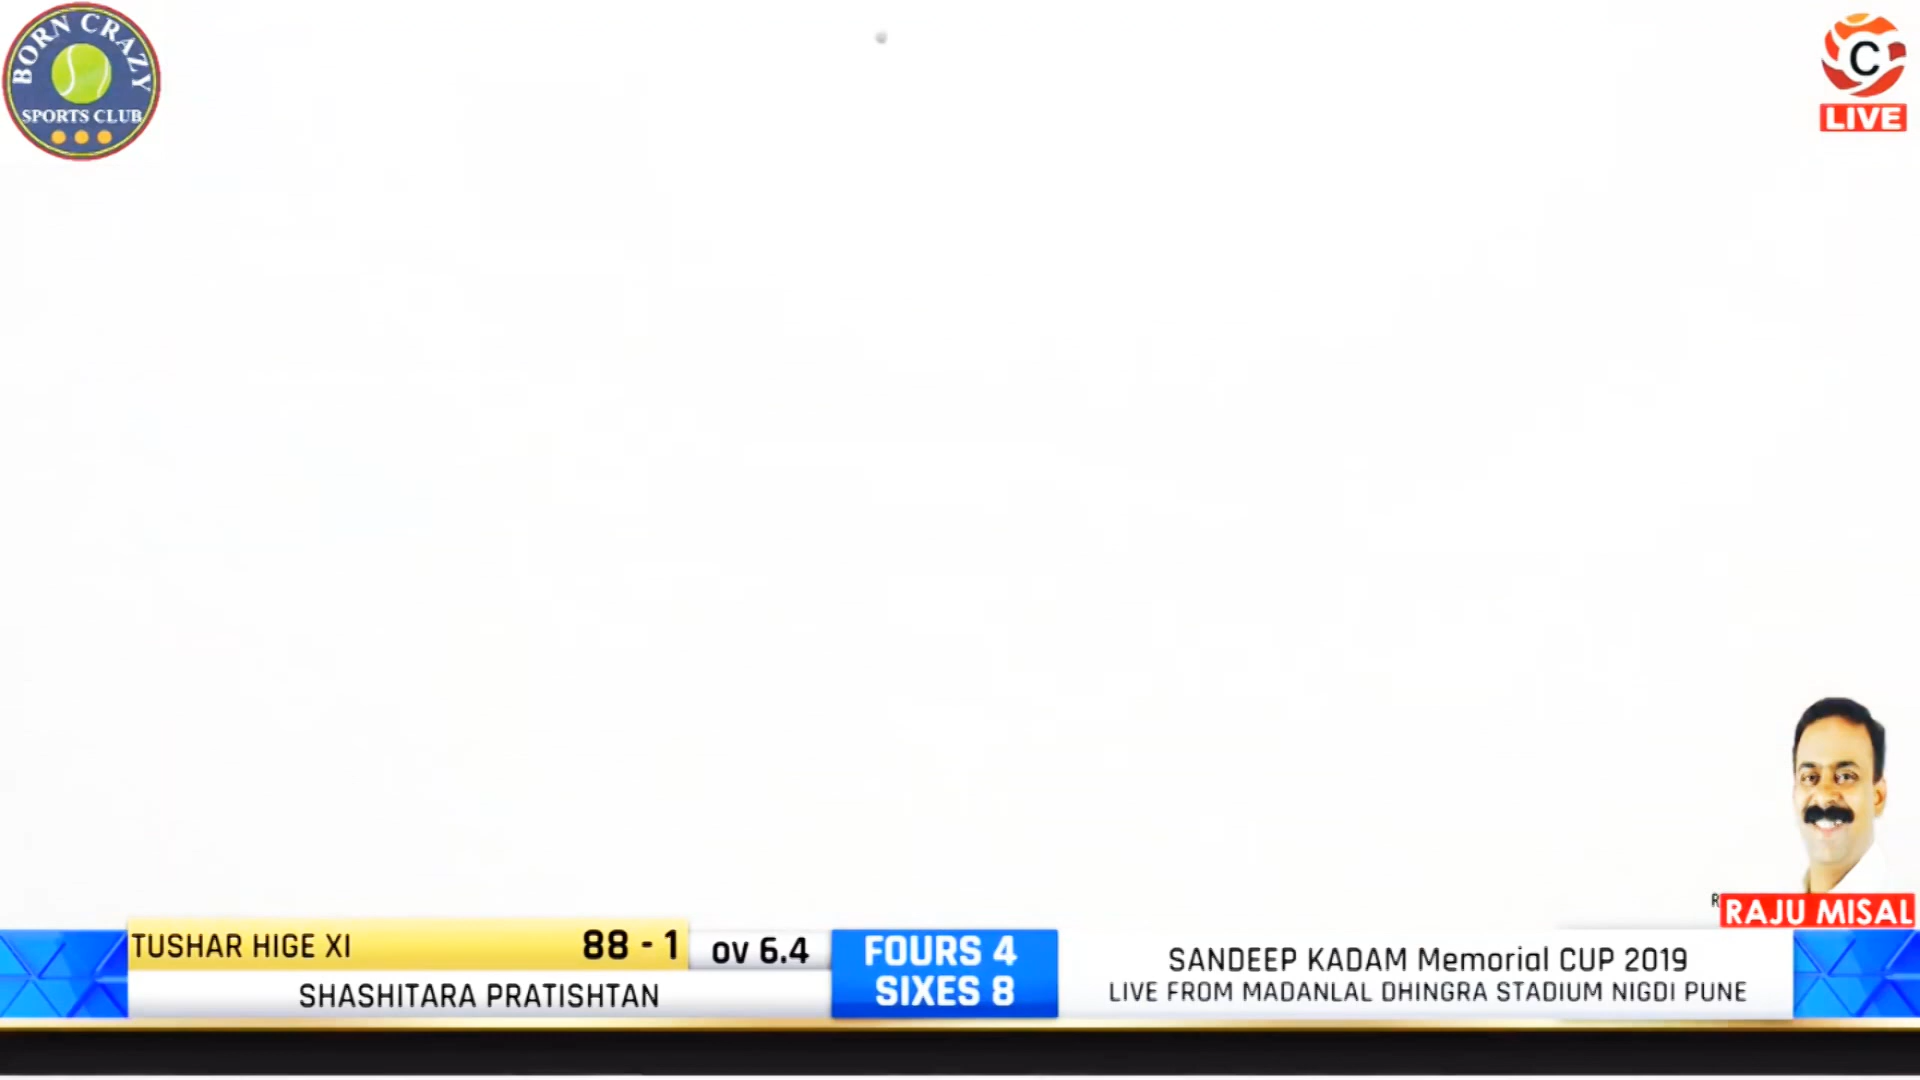 BORN CRAZY
SPORTS CLUB
C
LIVE
R
RAJU MISAL
TUSHAR HIGE XI 88 - 1 ov 6.4
SHASHITARA PRATISHTAN
FOURS 4
SIXES 8
SANDEEP KADAM Memorial CUP 2019
LIVE FROM MADANLAL DHINGRA STADIUM NIGDI PUNE